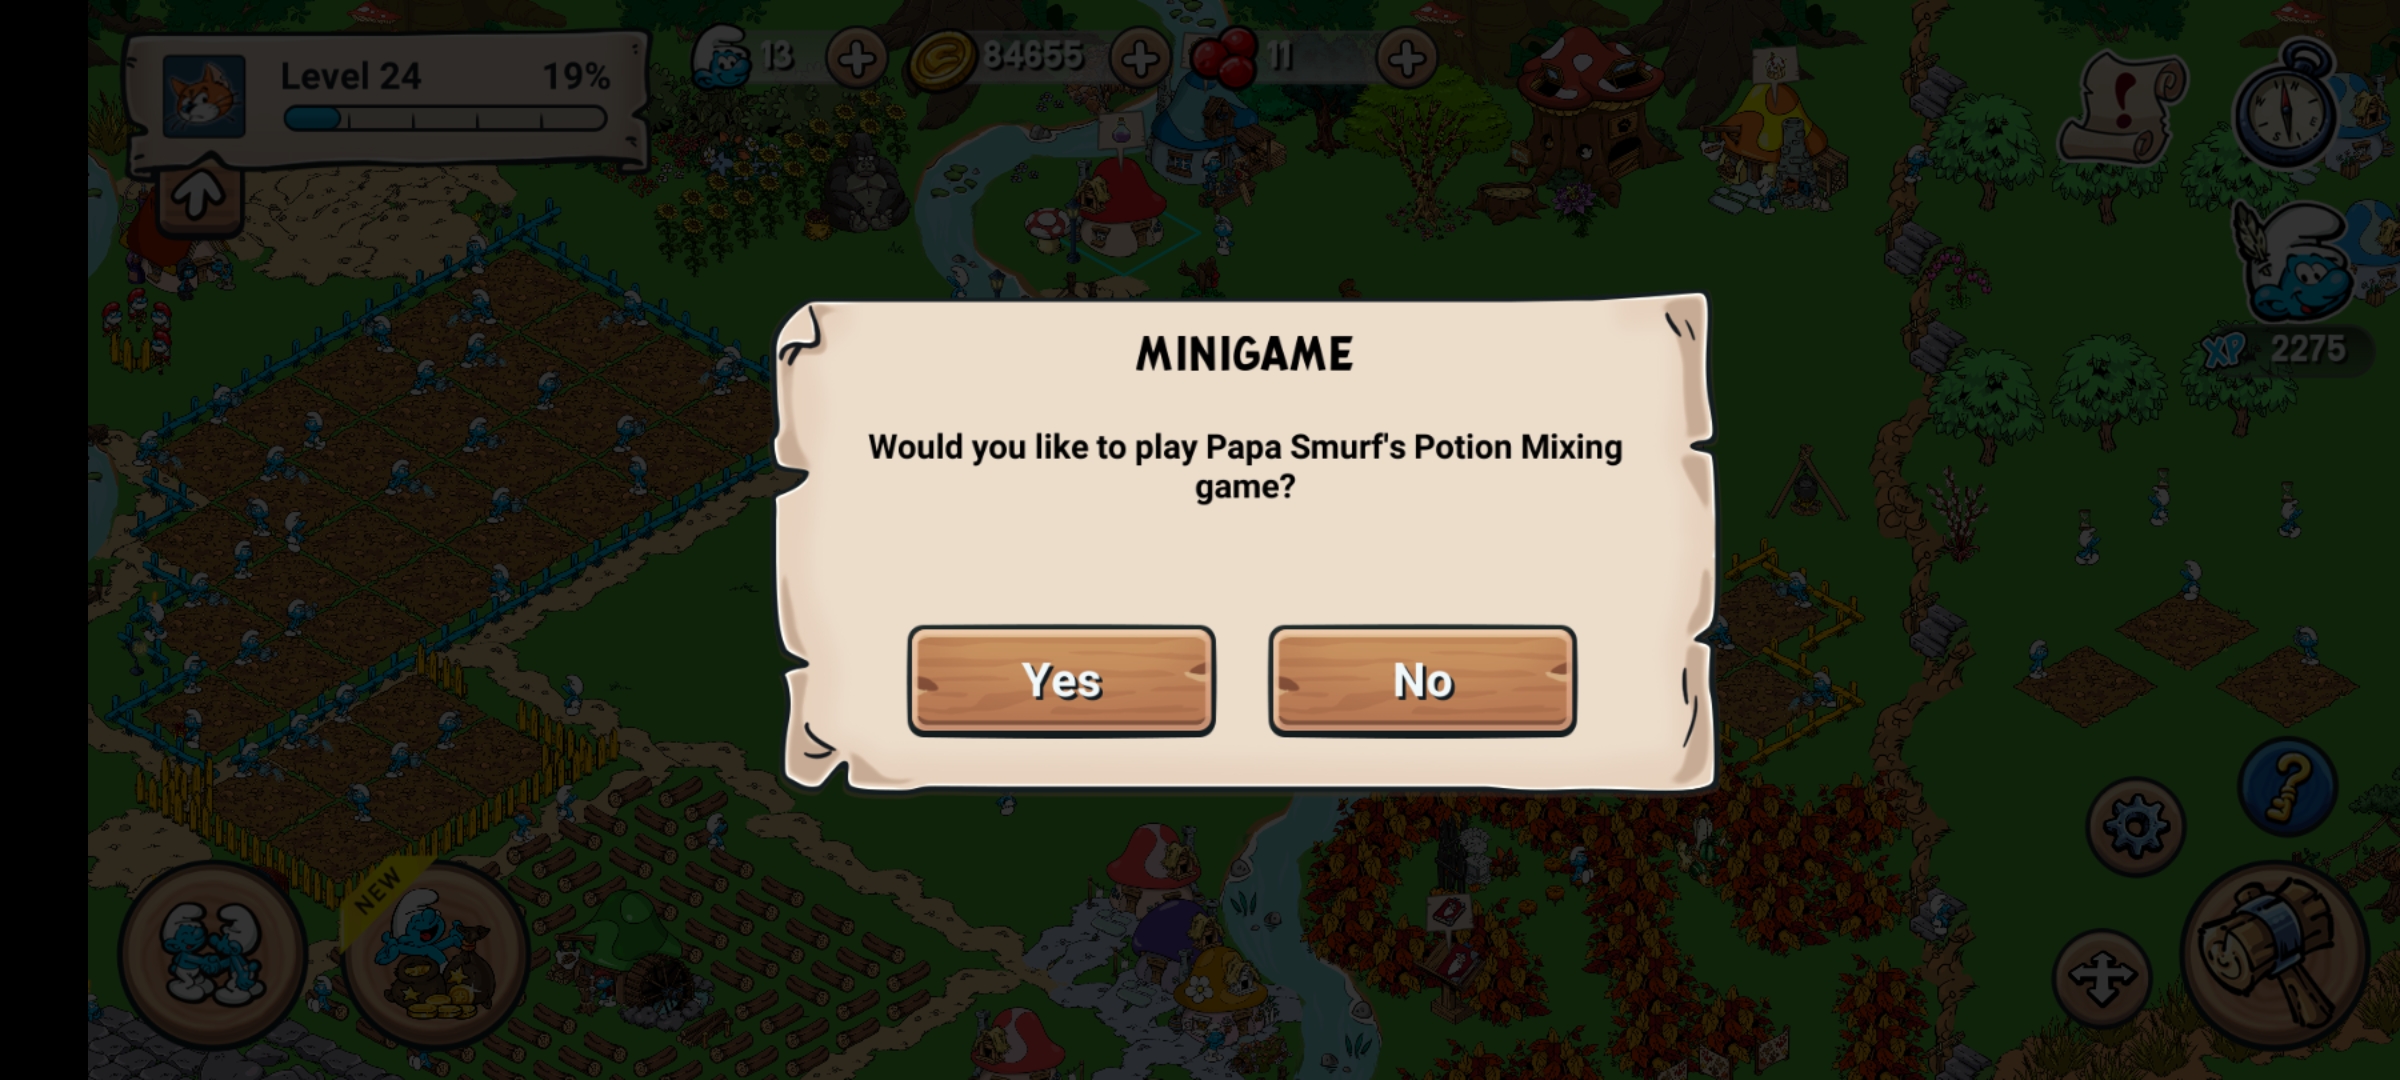 Level 24 19%
13
84655
11
XP 2275
MINIGAME
Would you like to play Papa Smurf's Potion Mixing
game?
Yes
No
NEW